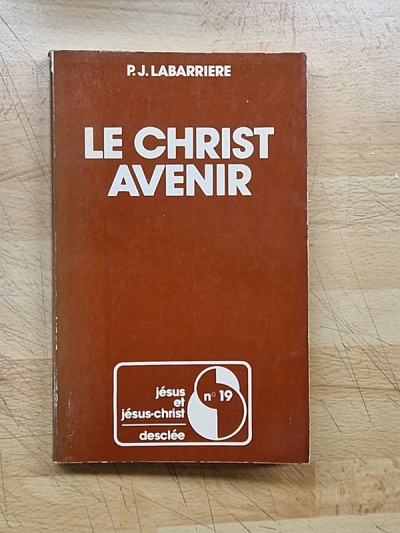 P.J. LABARRIERE
LE CHRIST
AVENIR
jésus
et
jésus-christ
n° 19
desclée